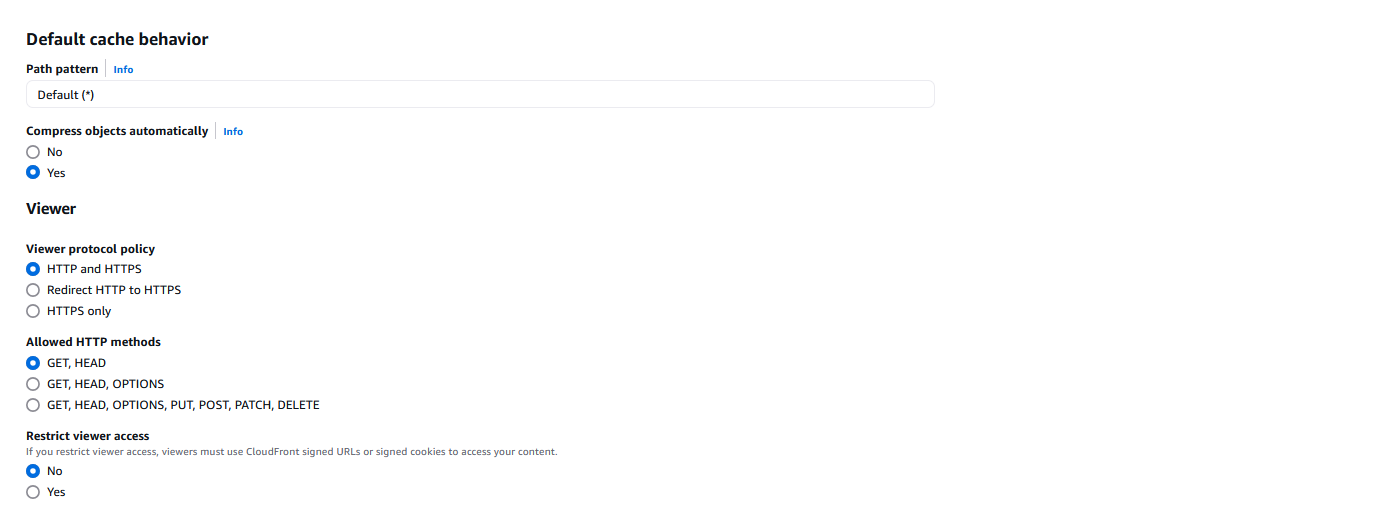 Default cache behavior
Path pattern Info
Default (*)
Compress objects automatically Info
No
Yes
Viewer
Viewer protocol policy
HTTP and HTTPS
Redirect HTTP to HTTPS
HTTPS only
Allowed HTTP methods
GET, HEAD
GET, HEAD, OPTIONS
GET, HEAD, OPTIONS, PUT, POST, PATCH, DELETE
Restrict viewer access
If you restrict viewer access, viewers must use CloudFront signed URLs or signed cookies to access your content.
No
Yes